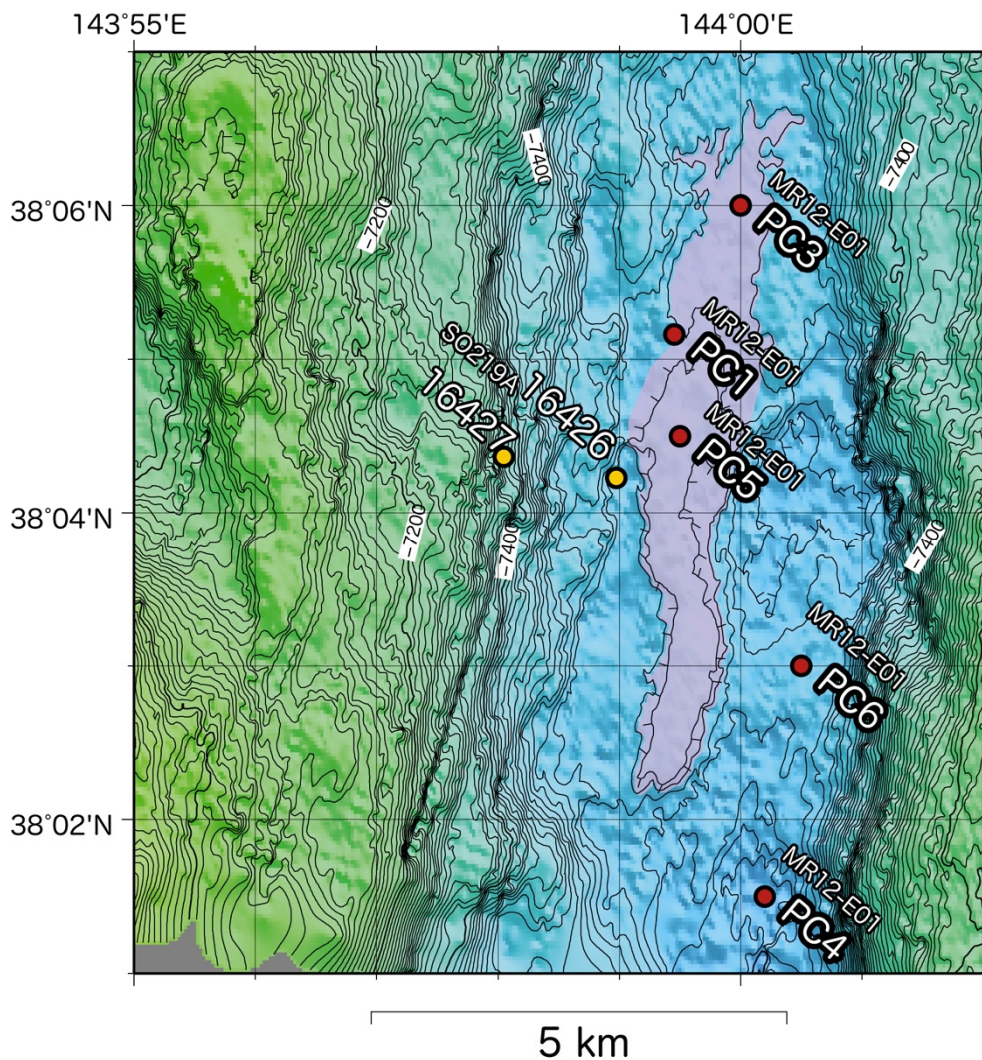 143˚55'E
144˚00'E
-7400
-7400
-7200
38˚06'N
MR12-E01
PC3
MR12-E01
PC1
SO219A
16427
16426
MR12-E01
PC5
38˚04'N
-7200
-7400
-7400
MR12-E01
PC6
38˚02'N
MR12-E01
PC4
5 km